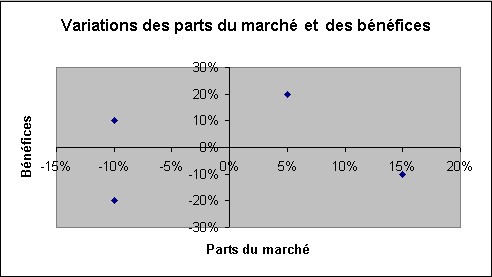 Variations des parts du marché et des bénéfices
30%
20%
10%
0%
-15% -10% -5% 0% 5% 10% 15% 20%
-10%
-20%
-30%
Bénéfices
Parts du marché